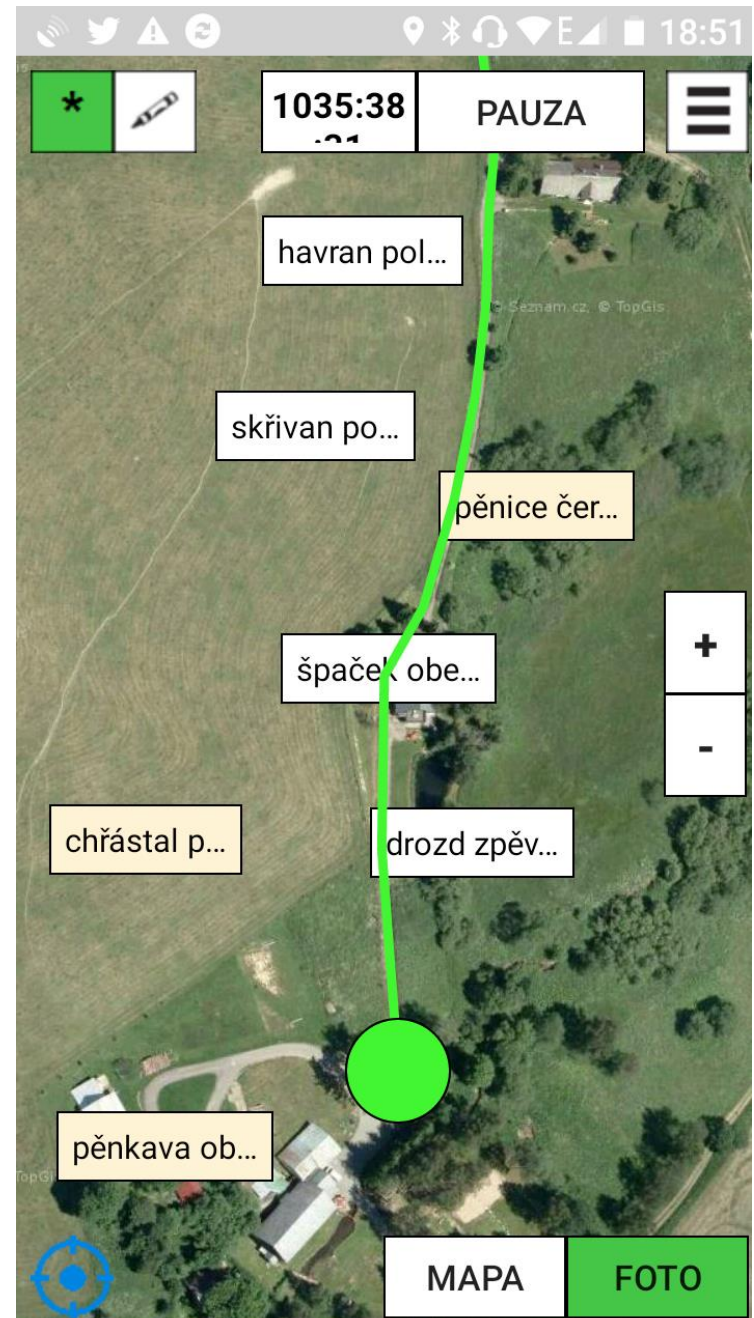 E 18:51
*
1035:38
PAUZA
havran pol...
© Seznam.cz, © TopGis
skřivan po...
pěnice čer...
+
špaček obe...
-
chřástal p...
drozd zpěv...
pěnkava ob...
TopGi
MAPA
FOTO